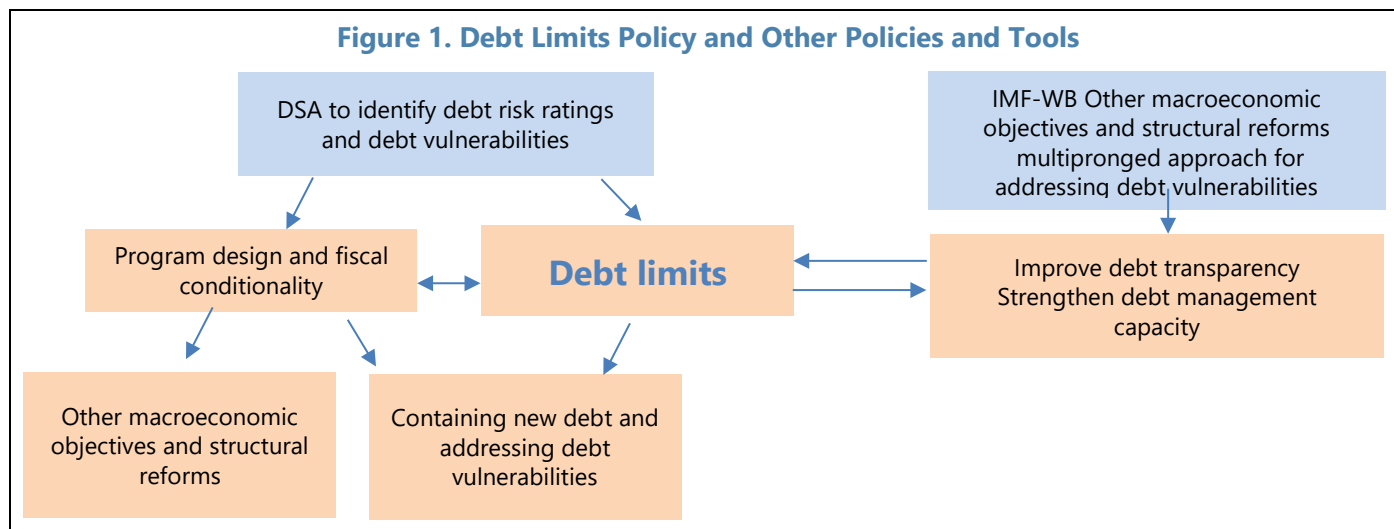 Figure 1. Debt Limits Policy and Other Policies and Tools
DSA to identify debt risk ratings
and debt vulnerabilities
IMF-WB Other macroeconomic
objectives and structural reforms
multipronged approach for
addressing debt vulnerabilities
Program design and fiscal
conditionality
Debt limits
Improve debt transparency
Strengthen debt management
capacity
Other macroeconomic
objectives and structural
reforms
Containing new debt and
addressing debt
vulnerabilities